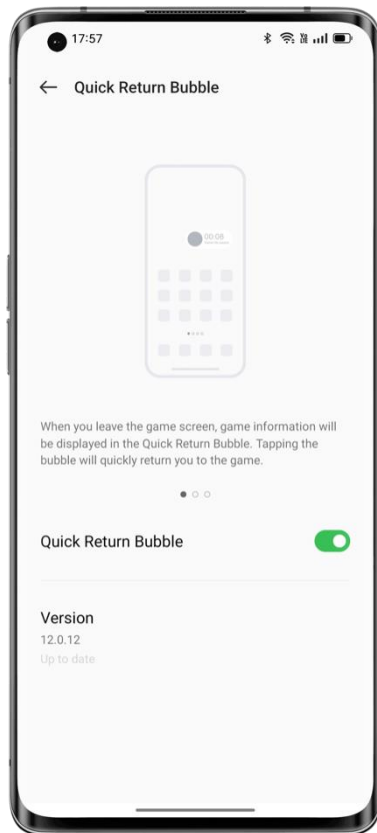 17:57
Quick Return Bubble
00:08
When you leave the game screen, game information will
be displayed in the Quick Return Bubble. Tapping the
bubble will quickly return you to the game.
Quick Return Bubble
Version
12.0.12
Up to date